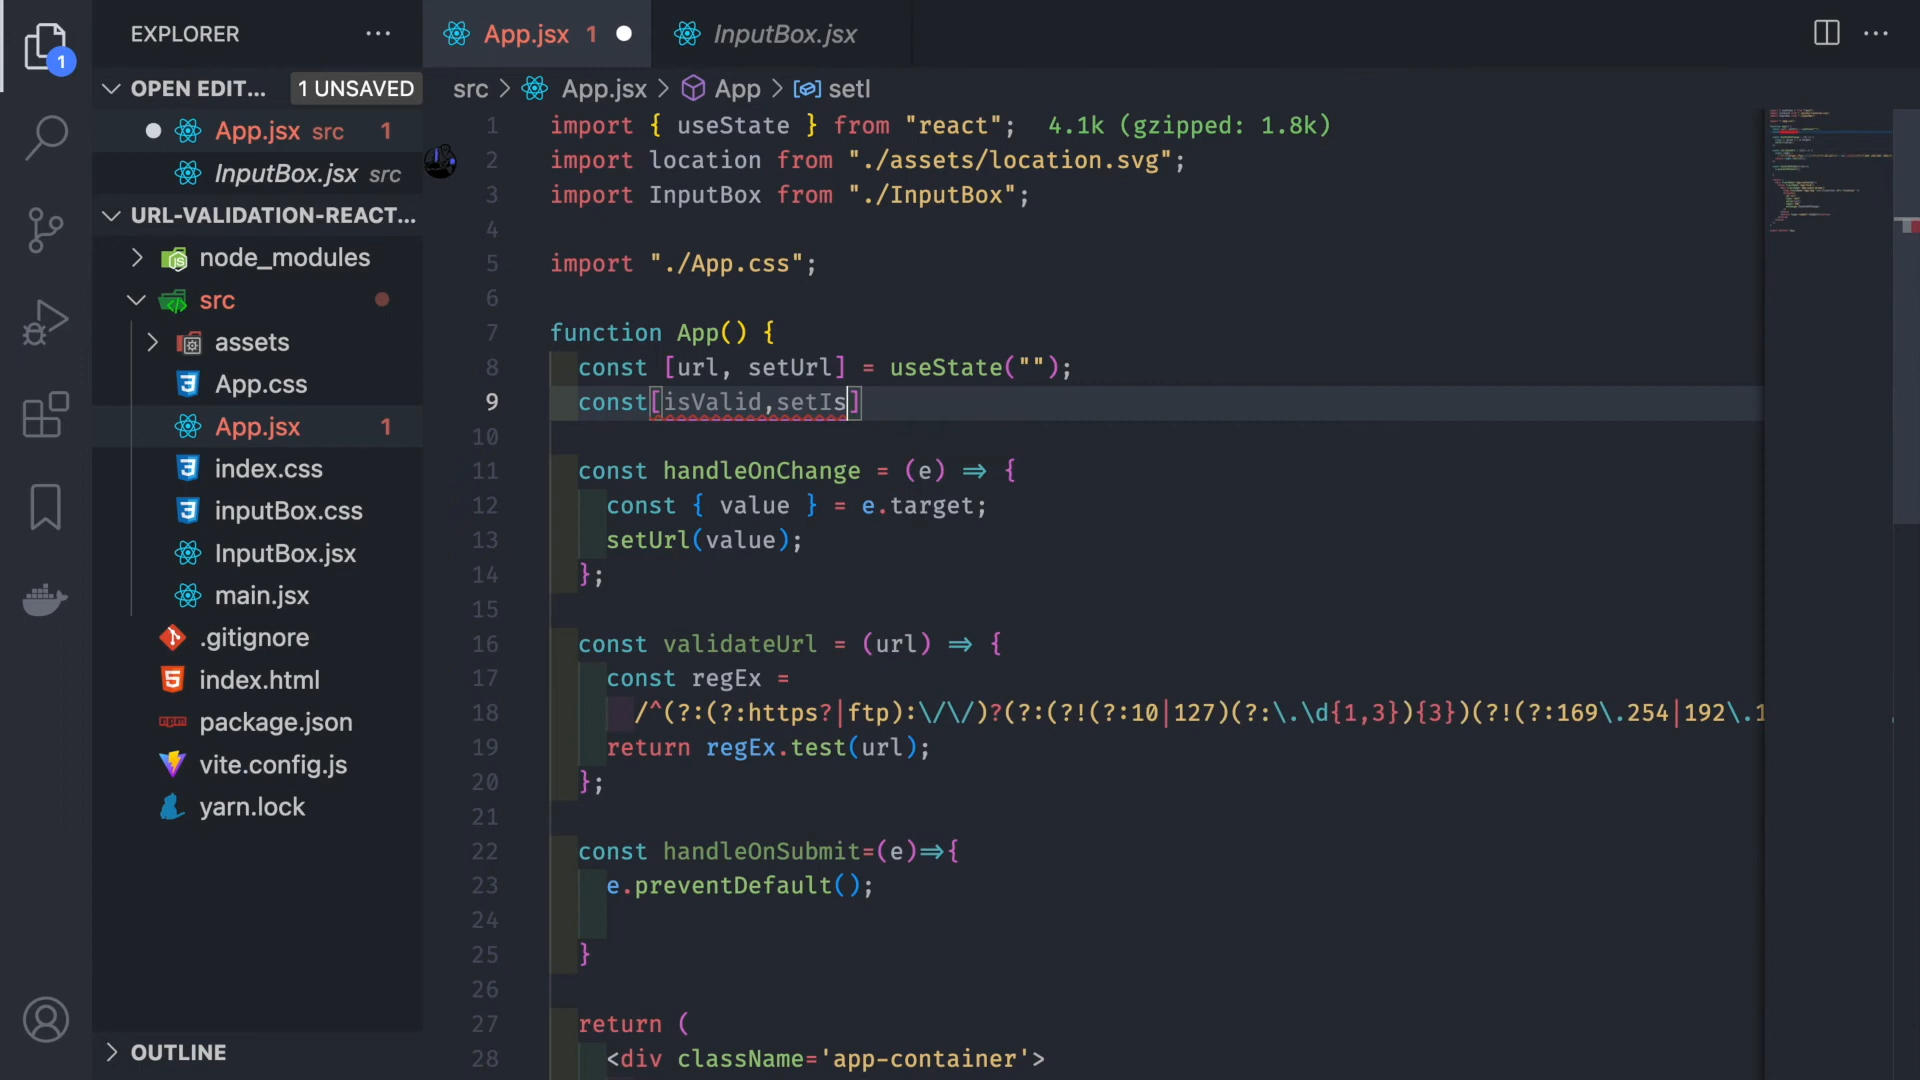 EXPLORER
App.jsx 1
InputBox.jsx
1
OPEN EDIT...
1 UNSAVED
src > App.jsx > App > setI
App.jsx src 1
InputBox.jsx src
URL-VALIDATION-REACT...
node_modules
src
assets
App.css
App.jsx 1
index.css
inputBox.css
InputBox.jsx
main.jsx
.gitignore
index.html
package.json
vite.config.js
yarn.lock
OUTLINE
1 import { useState } from "react"; 4.1k (gzipped: 1.8k)
2 import location from "./assets/location.svg";
3 import InputBox from "./InputBox";
4
5 import "./App.css";
6
7 function App() {
8 const [url, setUrl] = useState("");
9 const[isValid,setIs]
10
11 const handleOnChange = (e) => {
12 const { value } = e.target;
13 setUrl(value);
14 };
15
16 const validateUrl = (url) => {
17 const regEx =
18 /^(?:(?:https?|ftp):\/\/)?(?:(?!(?:10|127)(?:\.\d{1,3}){3})(?!(?:169\.254|192\.1
19 return regEx.test(url);
20 };
21
22 const handleOnSubmit=(e)=>{
23 e.preventDefault();
24
25 }
26
27 return (
28 <div className='app-container'>